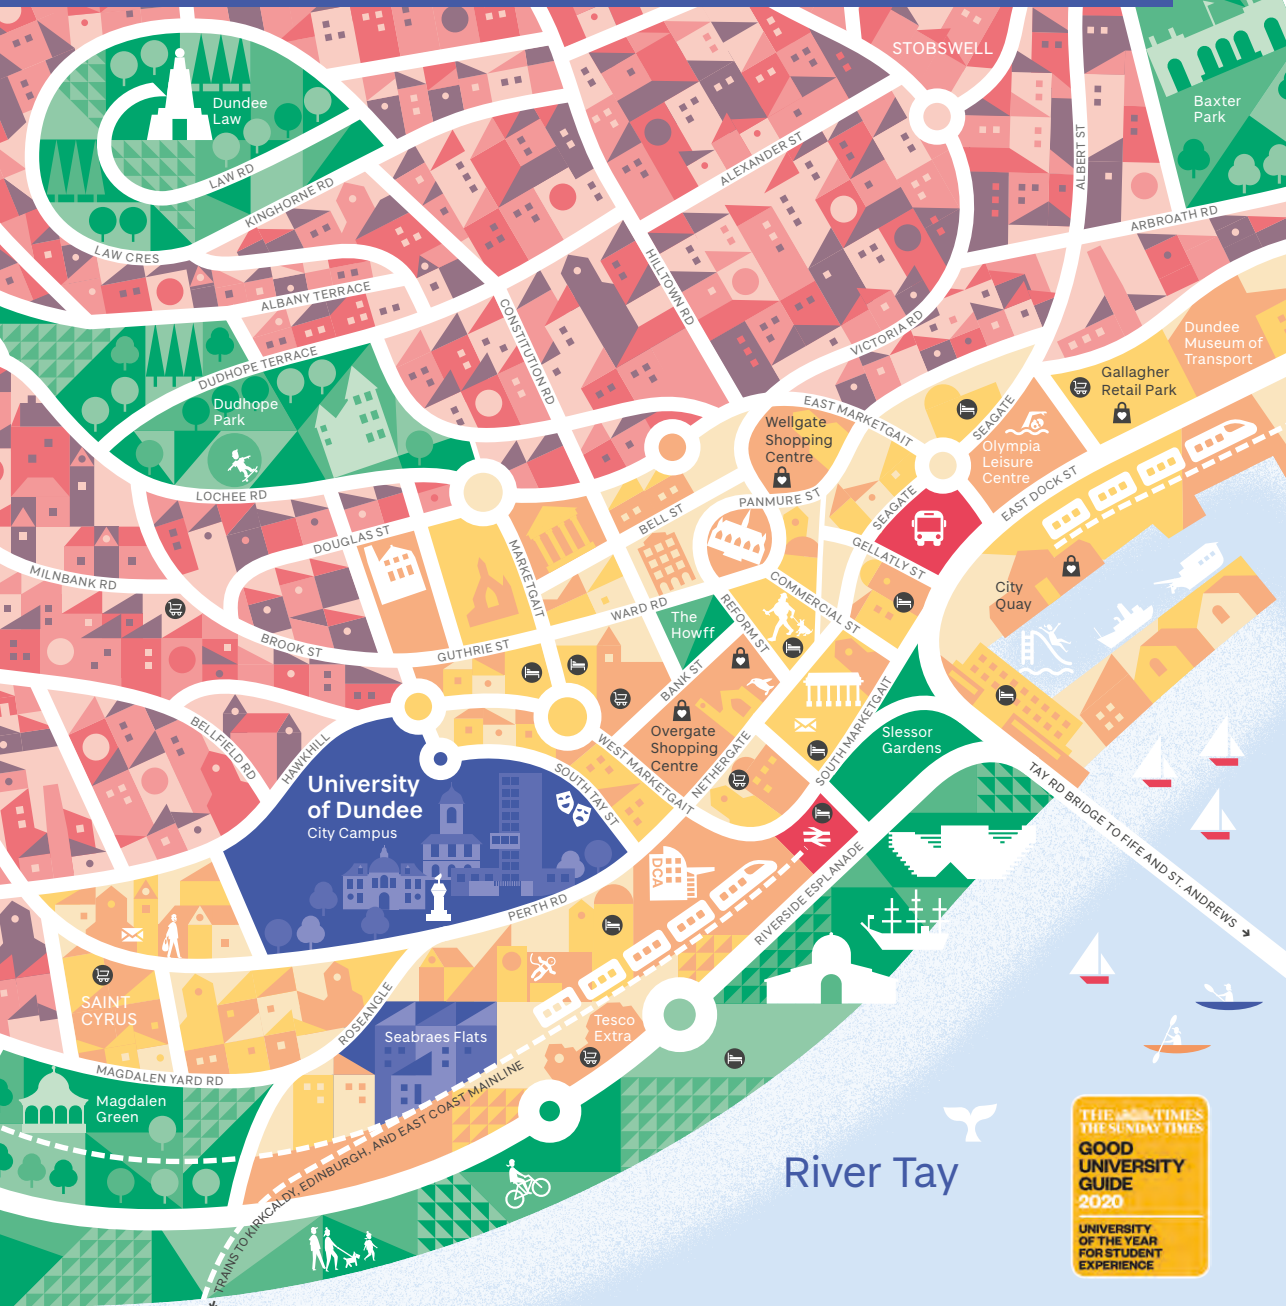 STOBSWELL
Dundee
Law
Baxter
Park
LAW RD
KINGHORNE RD
ALEXANDER ST
ALBERT ST
ARBROATH RD
LAW CRES
ALBANY TERRACE
HILLTOWN RD
CONSTITUTION RD
VICTORIA RD
DUDHOPE TERRACE
Dudhope
Park
LOCHEE RD
Dundee
Museum of
Transport
Gallagher
Retail Park
EAST MARKETGAIT
Wellgate
Shopping
Centre
SEAGATE
Olympia
Leisure
Centre
EAST DOCK ST
PANMURE ST
BELL ST
SEAGATE
GELLATLY ST
DOUGLAS ST
MARKETGAIT
MILNBANK RD
BROOK ST
GUTHRIE ST
WARD RD
The
Howff
REFORM ST
COMMERCIAL ST
City
Quay
BANK ST
Overgate
Shopping
Centre
NETHERGATE
WEST MARKETGAIT
SOUTH MARKETGAIT
Slessor
Gardens
BELLFIELD RD
HAWKHILL
University
of Dundee
City Campus
SOUTH TAY ST
PERTH RD
DCA
RIVERSIDE ESPLANADE
TAY RD BRIDGE TO FIFE AND ST. ANDREWS
SAINT
CYRUS
ROSEANGLE
Seabraes Flats
Tesco
Extra
MAGDALEN YARD RD
Magdalen
Green
TRAINS TO KIRKCALDY, EDINBURGH, AND EAST COAST MAINLINE
River Tay
THE TIMES
THE SUNDAY TIMES
GOOD
UNIVERSITY
GUIDE
2020
UNIVERSITY
OF THE YEAR
FOR STUDENT
EXPERIENCE